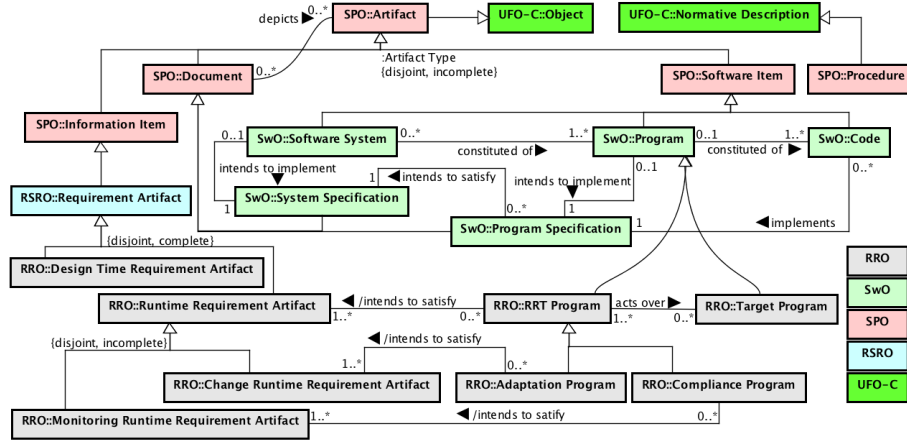 depicts ▶
0..*
SPO::Artifact
UFO-C::Object
UFO-C::Normative Description
:Artifact Type
{disjoint, incomplete}
0..*
SPO::Document
SPO::Software Item
SPO::Procedure
SPO::Information Item
0..1
SwO::Software System
0..*
1..*
constituted of ▶
SwO::Program
0..1
1..*
constituted of ▶
SwO::Code
0..*
intends to implement
▼
1
◀ intends to satisfy
intends to implement
▼
0..1
RSRO::Requirement Artifact
1
SwO::System Specification
0..*
1
SwO::Program Specification
1
◀ implements
{disjoint, complete}
RRO::Design Time Requirement Artifact
RRO
RRO::Runtime Requirement Artifact
◀ /intends to satisfy
1..*
0..*
RRO::RRT Program
acts over ▶
1..*
0..*
RRO::Target Program
SwO
{disjoint, incomplete}
◀ /intends to satisfy
1..*
0..*
SPO
RSRO
RRO::Change Runtime Requirement Artifact
RRO::Adaptation Program
RRO::Compliance Program
UFO-C
RRO::Monitoring Runtime Requirement Artifact
1..*
◀ /intends to satify
0..*